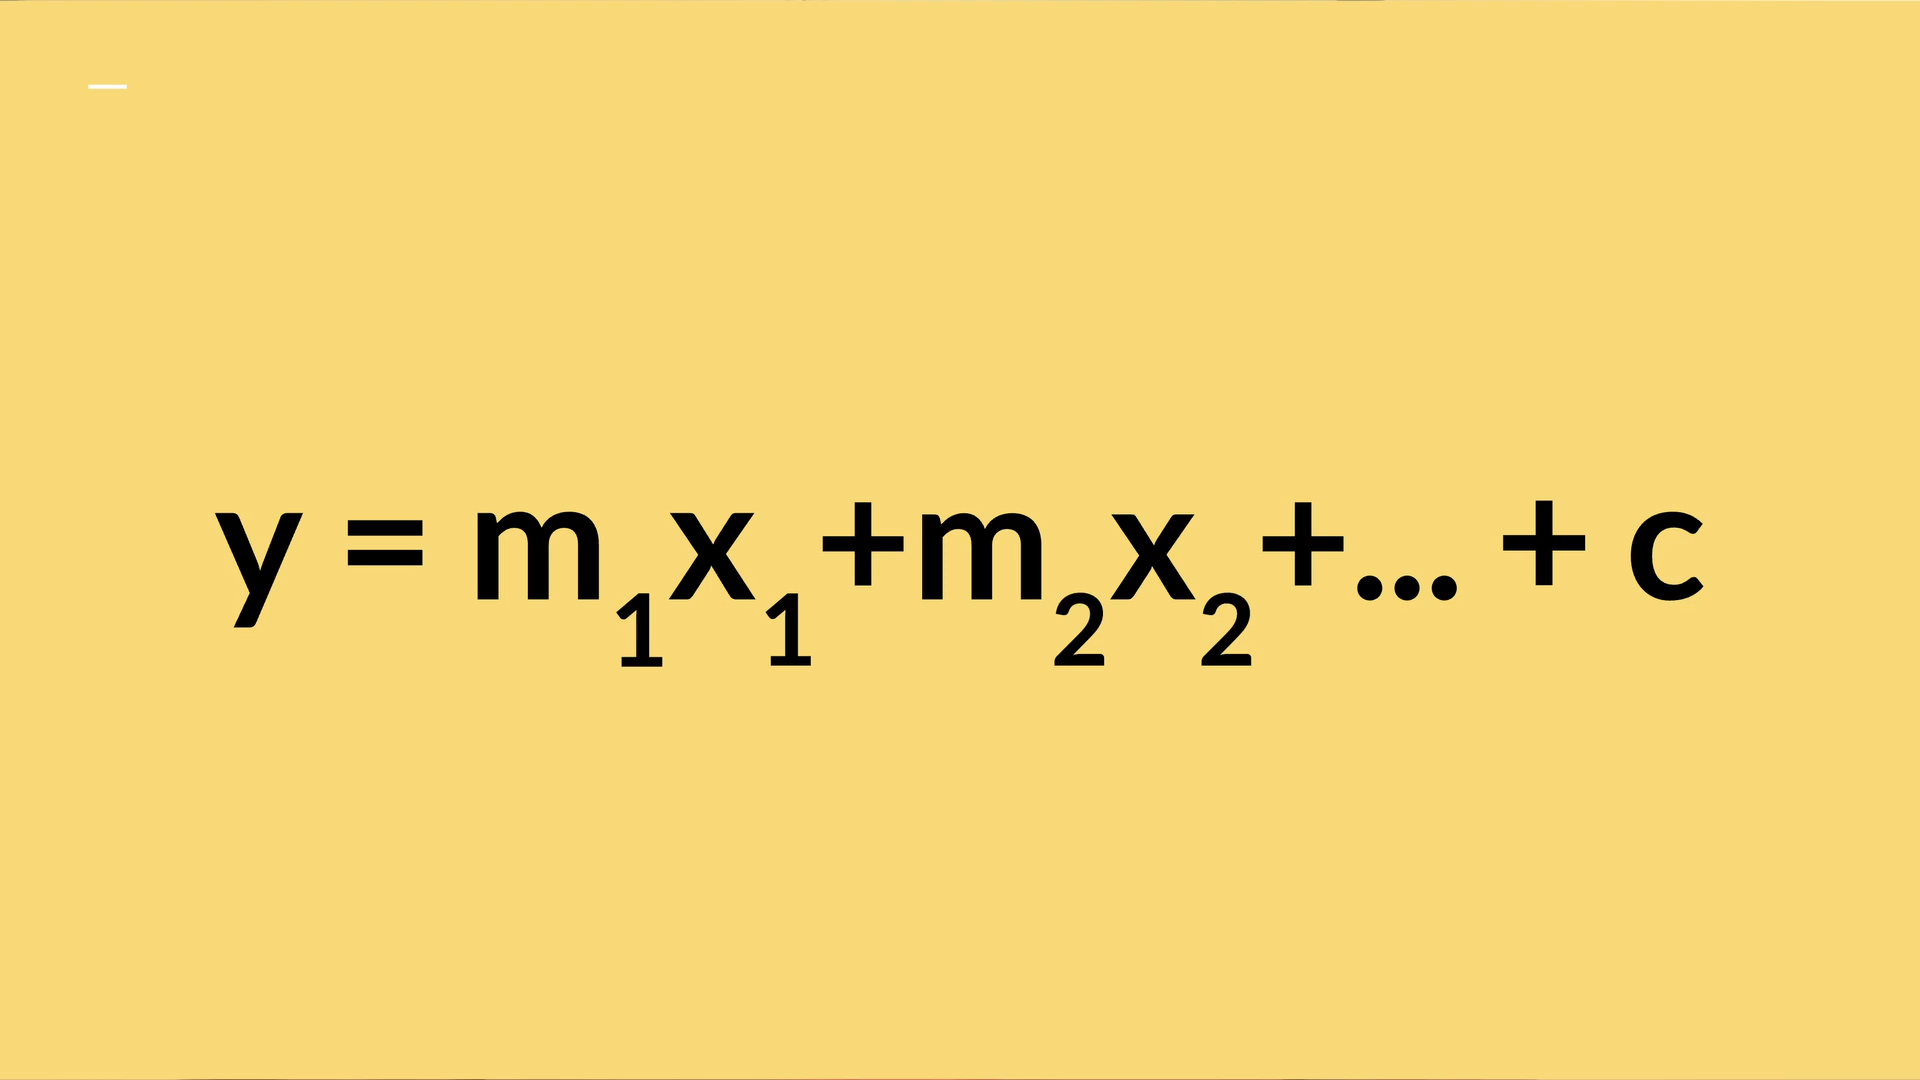 y = m₁x₁+m₂x₂+... + c